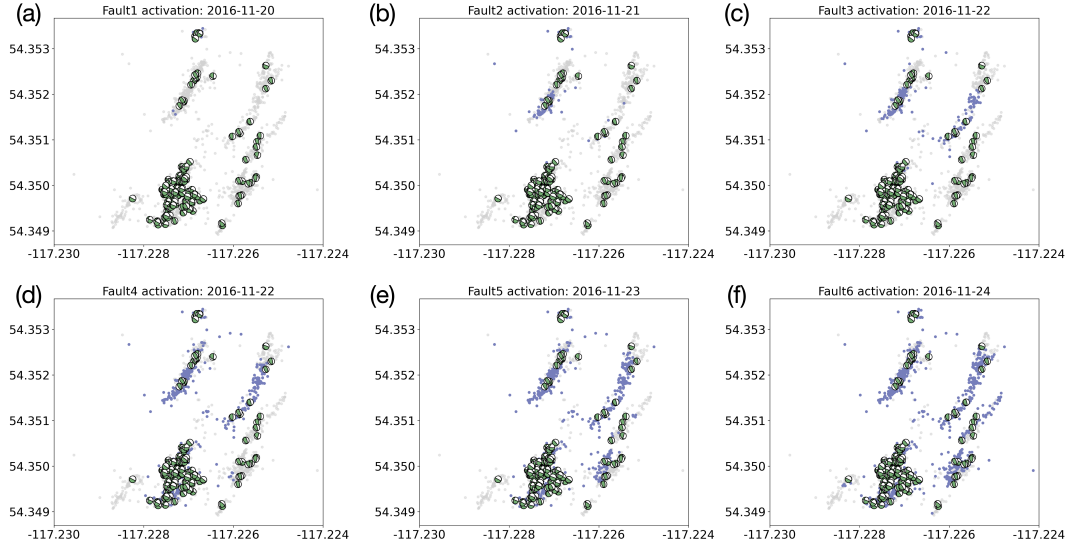 (a) Fault1 activation: 2016-11-20
54.353
54.352
54.351
54.350
54.349
-117.230 -117.228 -117.226 -117.224
(b) Fault2 activation: 2016-11-21
54.353
54.352
54.351
54.350
54.349
-117.230 -117.228 -117.226 -117.224
(c) Fault3 activation: 2016-11-22
54.353
54.352
54.351
54.350
54.349
-117.230 -117.228 -117.226 -117.224
(d) Fault4 activation: 2016-11-22
54.353
54.352
54.351
54.350
54.349
-117.230 -117.228 -117.226 -117.224
(e) Fault5 activation: 2016-11-23
54.353
54.352
54.351
54.350
54.349
-117.230 -117.228 -117.226 -117.224
(f) Fault6 activation: 2016-11-24
54.353
54.352
54.351
54.350
54.349
-117.230 -117.228 -117.226 -117.224